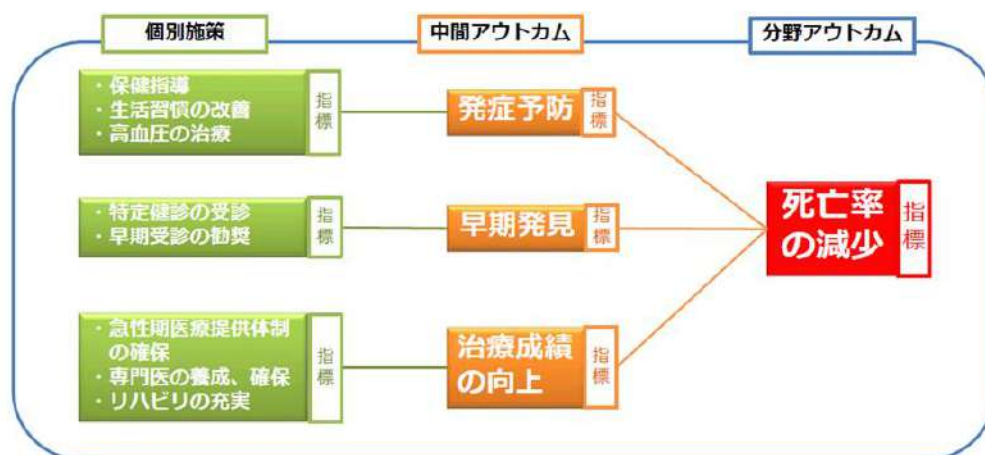 個別施策
中間アウトカム
分野アウトカム
・保健指導
・生活習慣の改善
・高血圧の治療
指標
発症予防
指標
・特定健診の受診
・早期受診の勧奨
指標
早期発見
指標
死亡率
の減少
指標
・急性期医療提供体制
の確保
・専門医の養成、確保
・リハビリの充実
指標
治療成績
の向上
指標